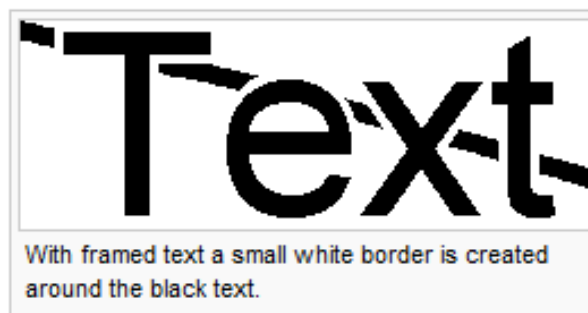 Text
With framed text a small white border is created
around the black text.